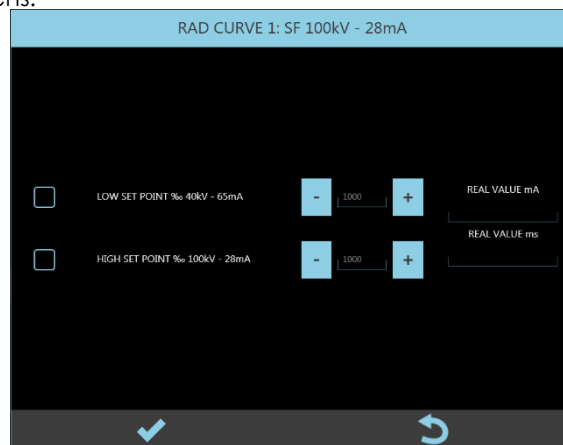 RAD CURVE 1: SF 100kV - 28mA
LOW SET POINT ‰ 40kV - 65mA - 1000 + REAL VALUE mA
REAL VALUE ms
HIGH SET POINT ‰ 100kV - 28mA - 1000 +